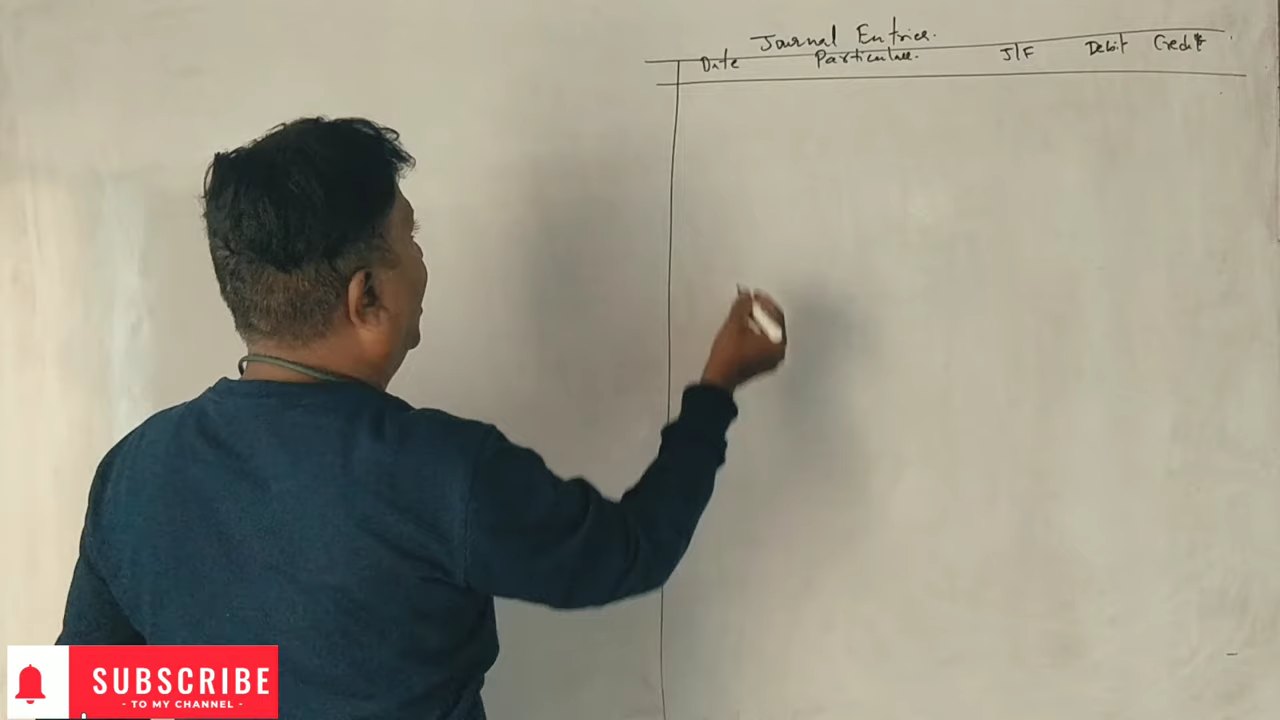 Journal Entries.
Date Particulars. J/F Debit Credit
SUBSCRIBE
- TO MY CHANNEL -